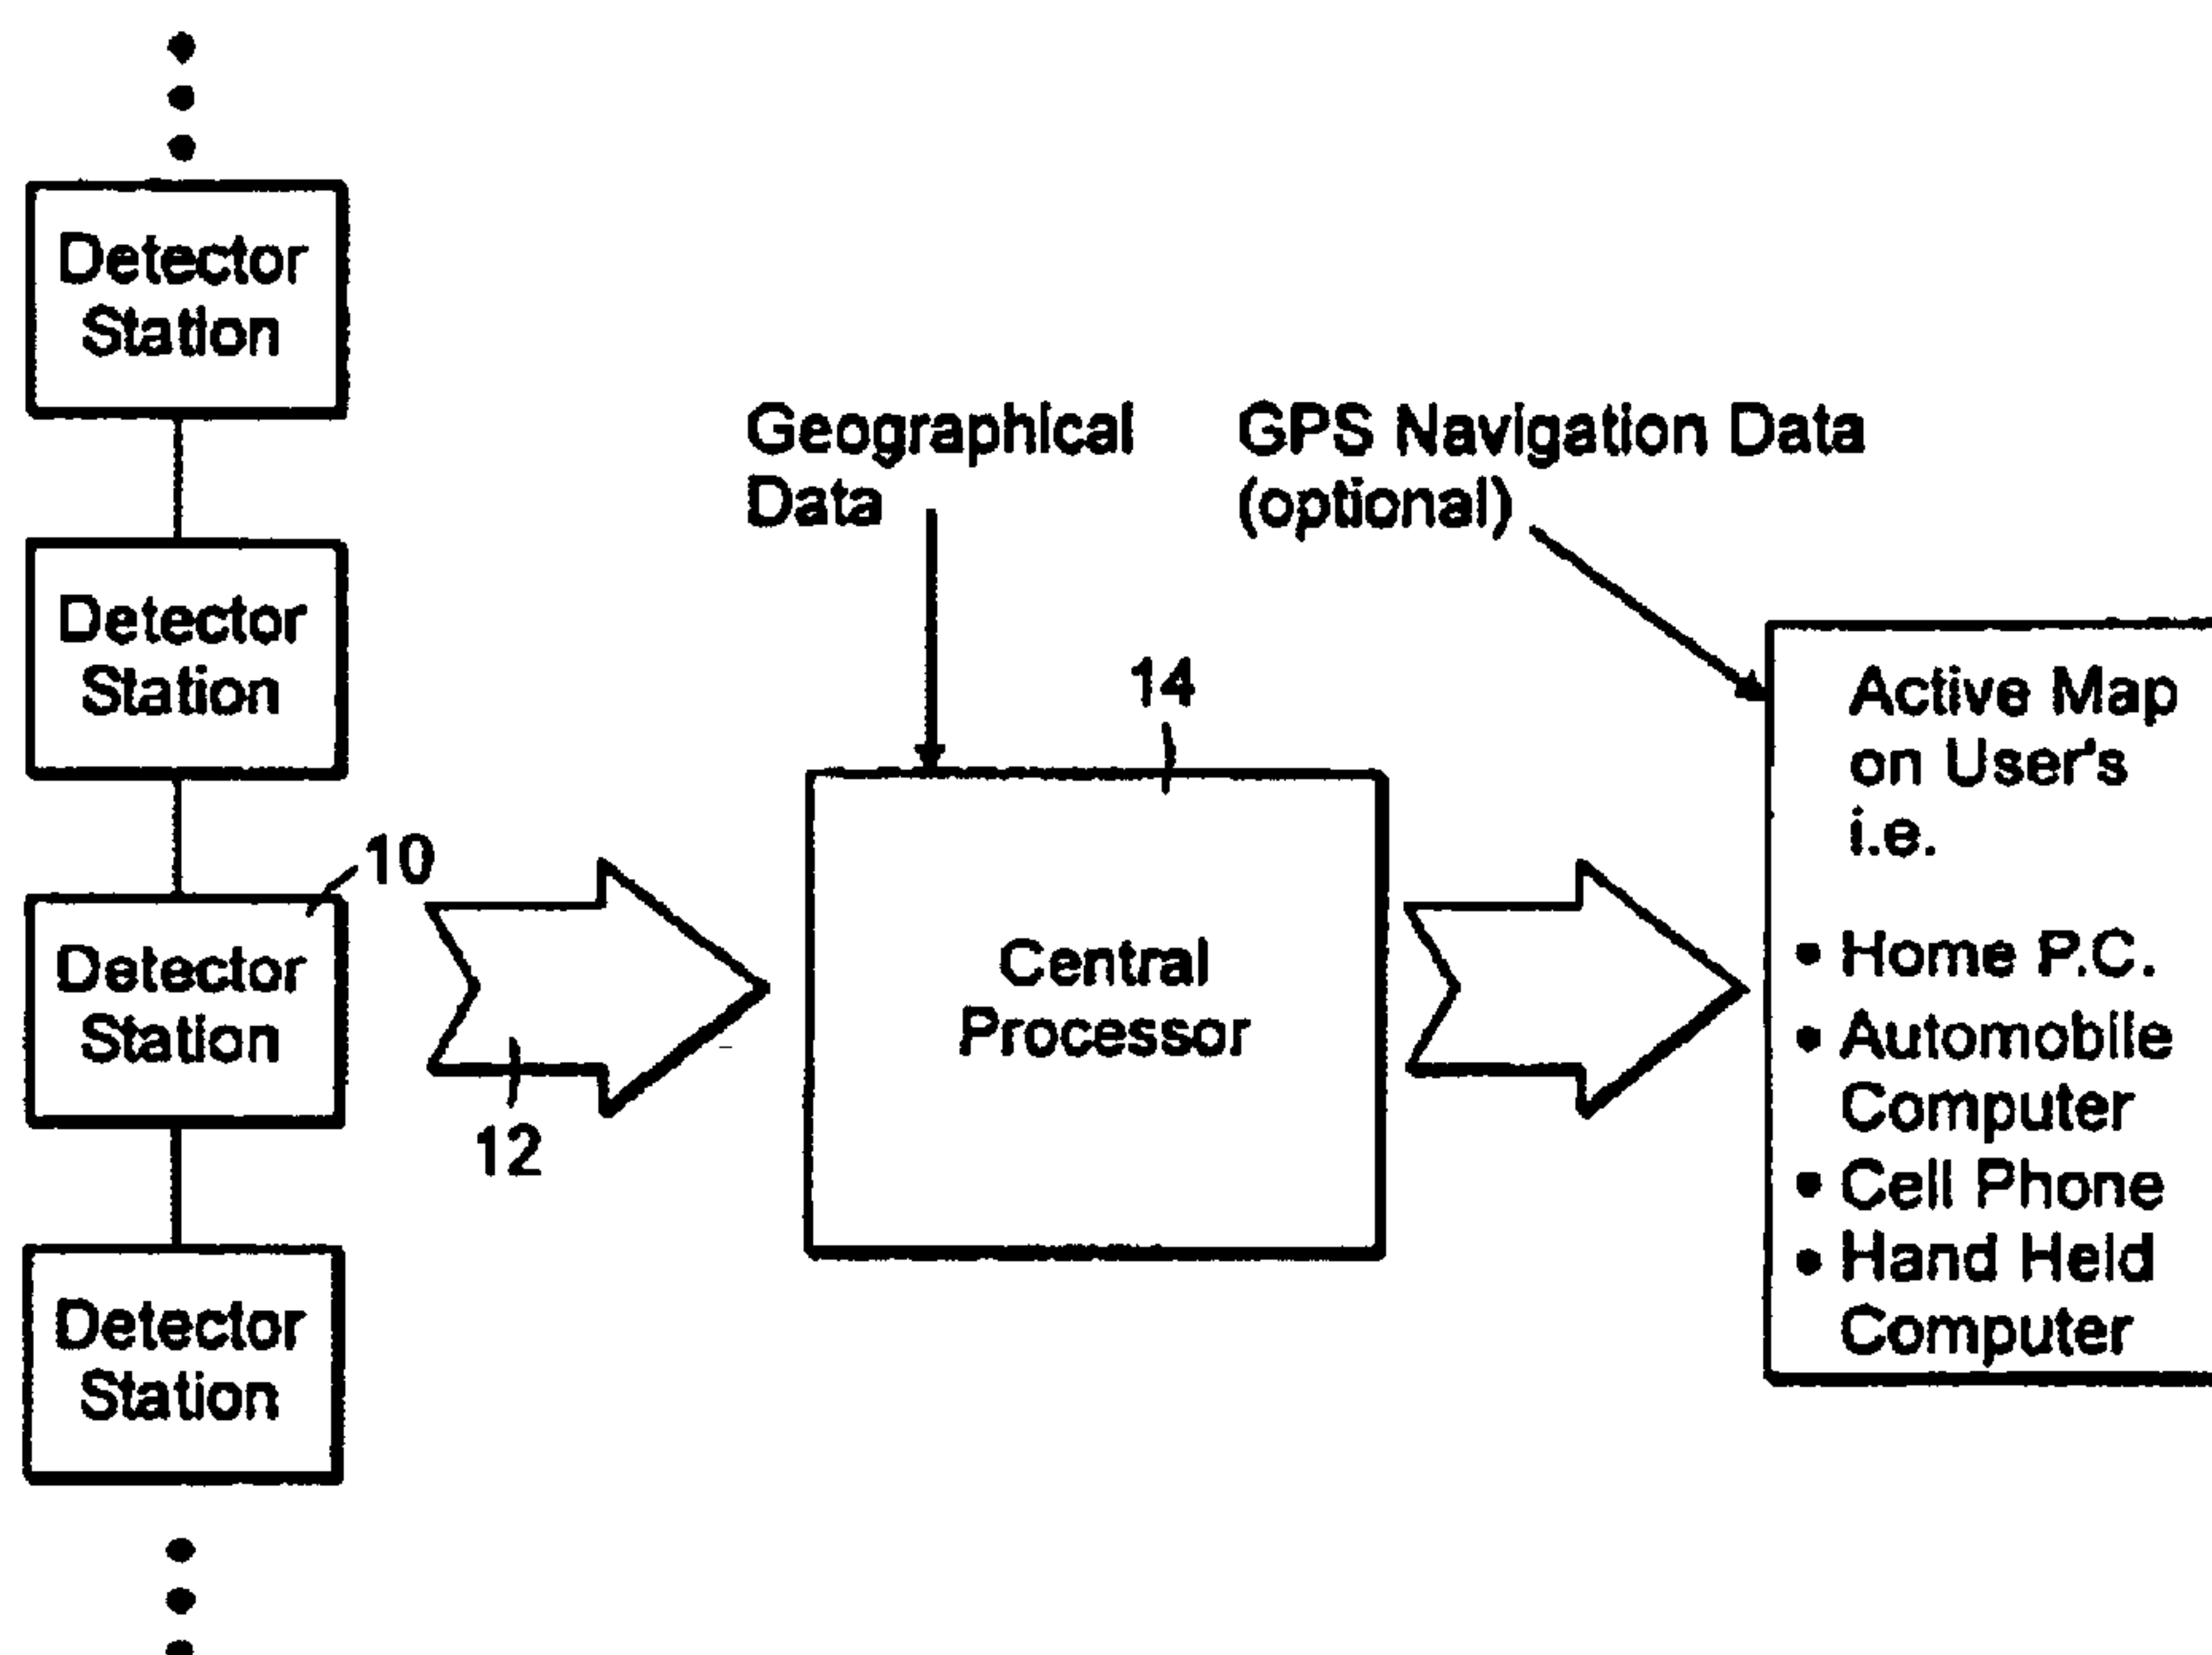 Detector
Station
Geographical
Data
GPS Navigation Data
(optional)
Detector
Station
14
Active Map
on User's
i.e.
10
Detector
Station
12
Central
Processor
• Home P.C.
• Automobile
Computer
• Cell Phone
• Hand Held
Computer
Detector
Station